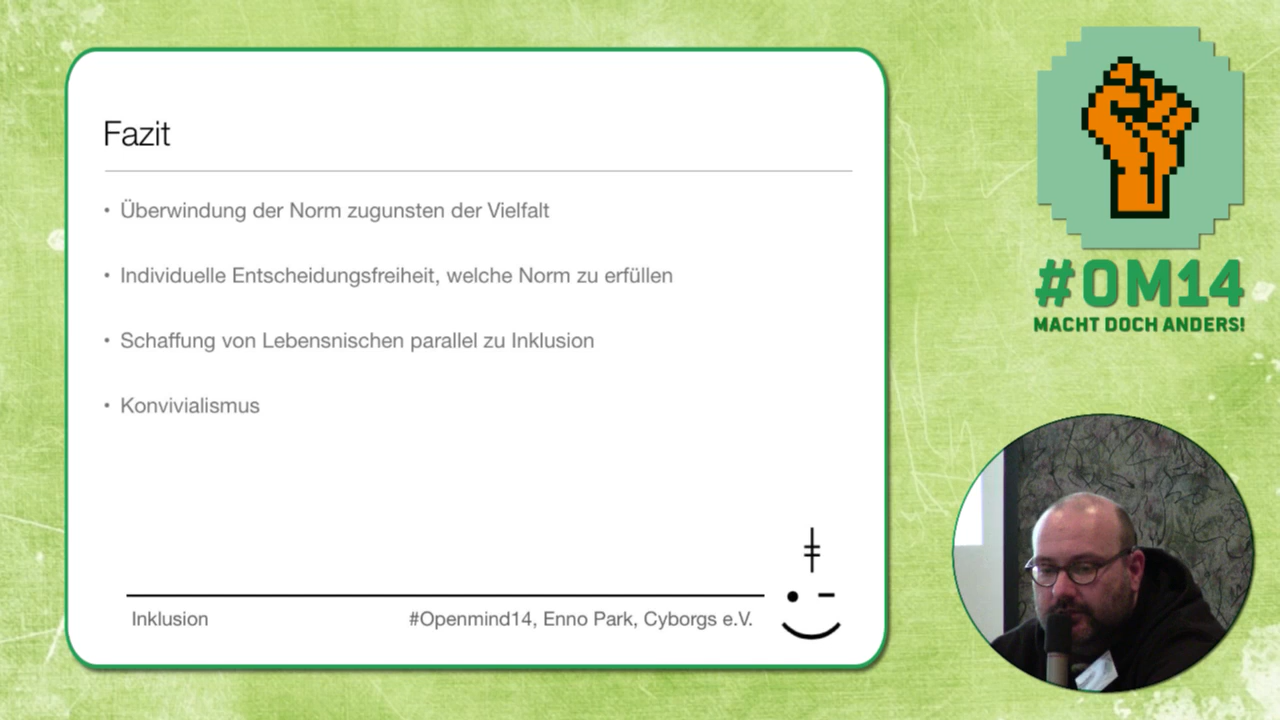 Fazit
• Überwindung der Norm zugunsten der Vielfalt
• Individuelle Entscheidungsfreiheit, welche Norm zu erfüllen
• Schaffung von Lebensnischen parallel zu Inklusion
• Konvivialismus
Inklusion
#Openmind14, Enno Park, Cyborgs e.V.
#OM14
MACHT DOCH ANDERS!